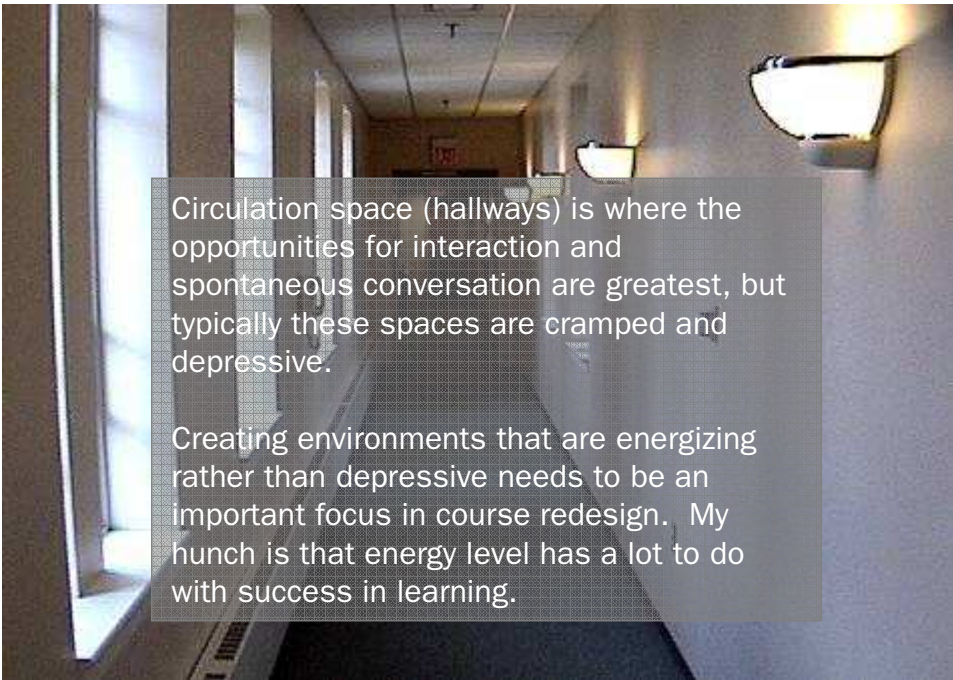 Circulation space (hallways) is where the
opportunities for interaction and
spontaneous conversation are greatest, but
typically these spaces are cramped and
depressive.
Creating environments that are energizing
rather than depressive needs to be an
important focus in course redesign.  My
hunch is that energy level has a lot to do
with success in learning.